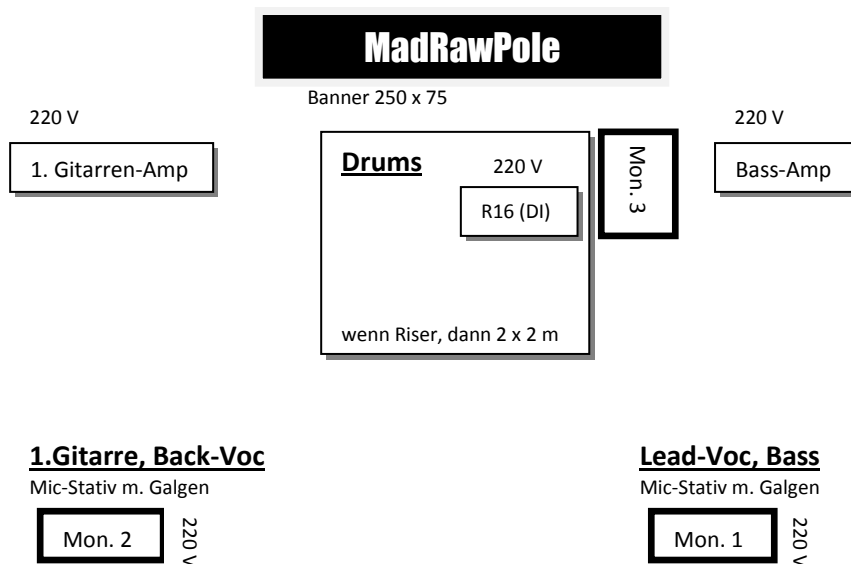 MadRawPole
Banner 250 x 75
220 V
220 V
1. Gitarren-Amp
Drums
220 V
R16 (DI)
wenn Riser, dann 2 x 2 m
Mon. 3
Bass-Amp
1.Gitarre, Back-Voc
Mic-Stativ m. Galgen
Mon. 2
220 V
Lead-Voc, Bass
Mic-Stativ m. Galgen
Mon. 1
220 V